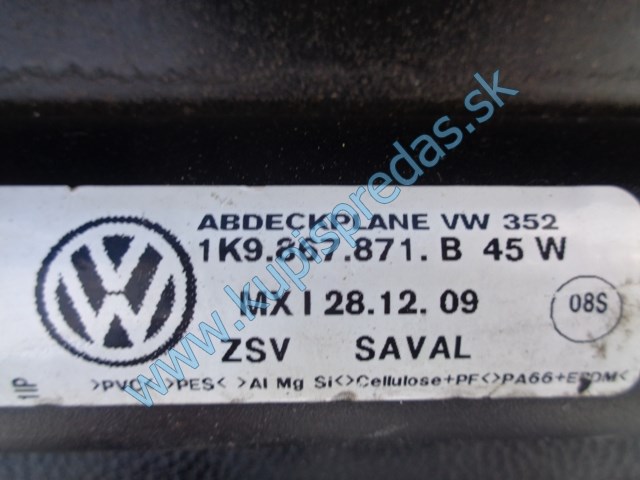 ABDECKPLANE VW 352
1K9.867.871. B 45 W
MX I 28.12. 09
08S
ZSV SAVAL
1IP
>PVC< >PES< >Al Mg Si<>Cellulose+PF<>PA66+EPDM<
www.kupispredas.sk